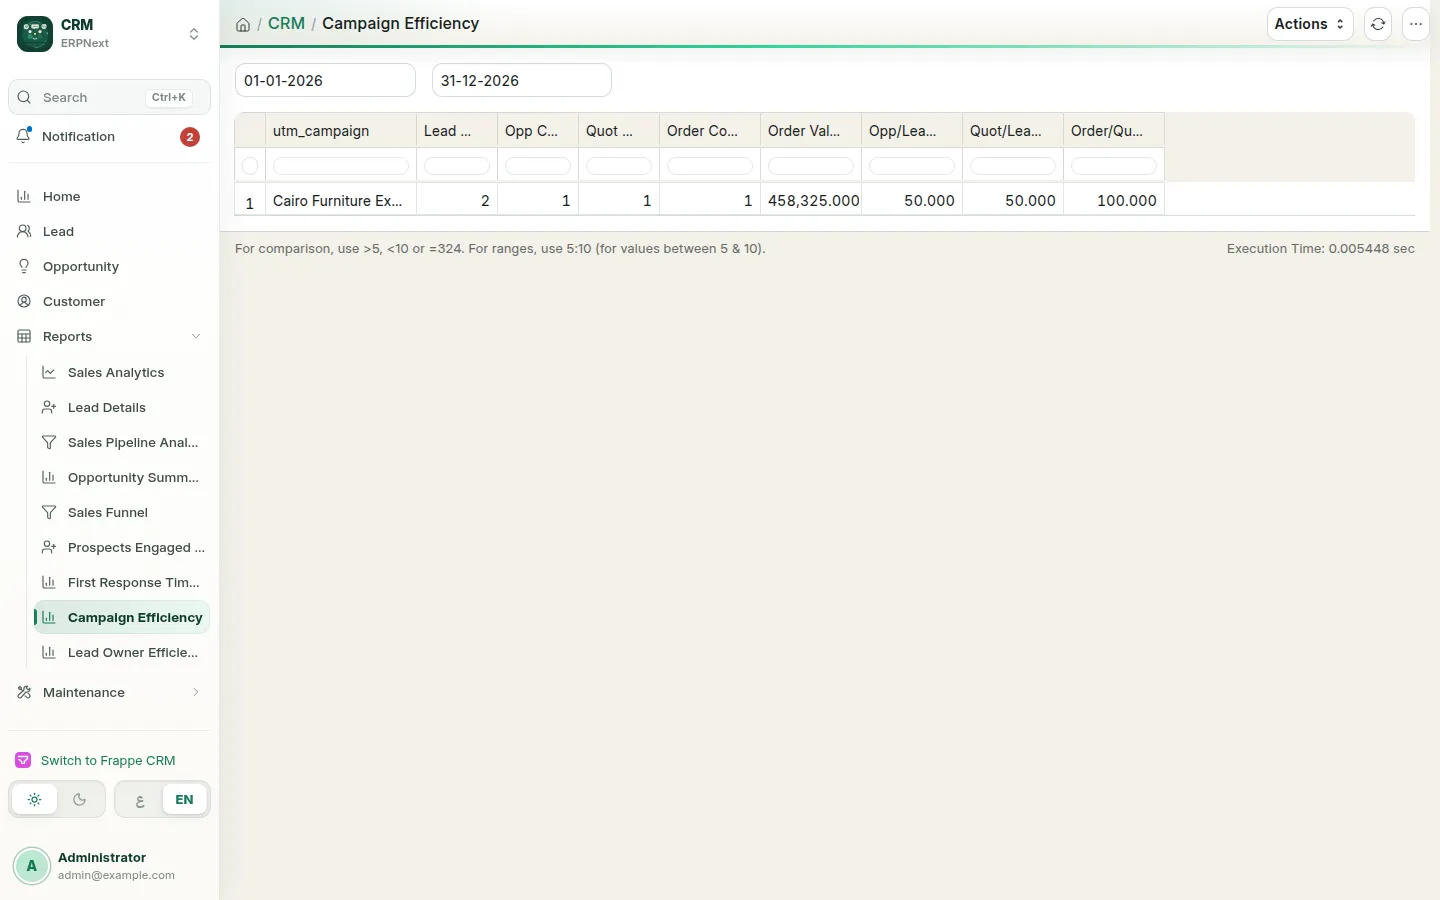 CRM
ERPNext
Search Ctrl+K
Notification 2
Home
Lead
Opportunity
Customer
Reports
Sales Analytics
Lead Details
Sales Pipeline Anal...
Opportunity Summ...
Sales Funnel
Prospects Engaged ...
First Response Tim...
Campaign Efficiency
Lead Owner Efficie...
Maintenance
Switch to Frappe CRM
ع EN
A
Administrator
admin@example.com
/ CRM / Campaign Efficiency
Actions
01-01-2026 31-12-2026
utm_campaign Lead ... Opp C... Quot ... Order Co... Order Val... Opp/Lea... Quot/Lea... Order/Qu...
1 Cairo Furniture Ex... 2 1 1 1 458,325.000 50.000 50.000 100.000
For comparison, use >5, <10 or =324. For ranges, use 5:10 (for values between 5 & 10). Execution Time: 0.005448 sec